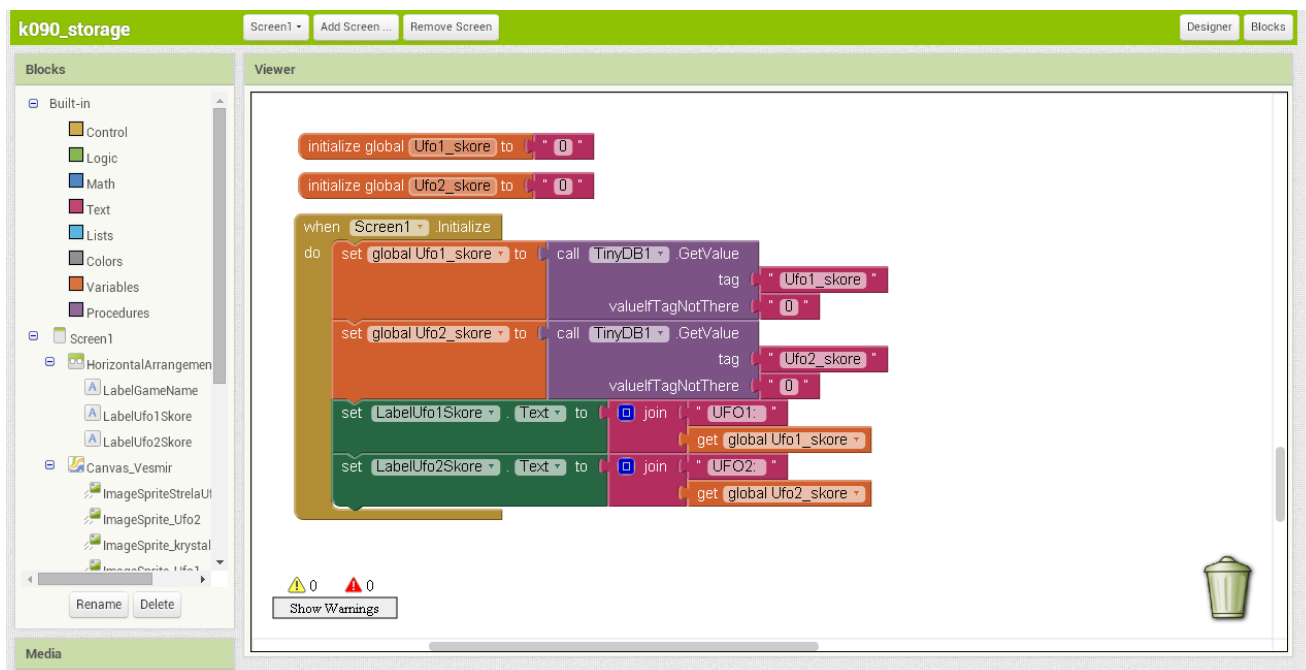 k090_storage
Screen1
Add Screen ...
Remove Screen
Designer
Blocks
Blocks
Built-in
Control
Logic
Math
Text
Lists
Colors
Variables
Procedures
Screen1
HorizontalArrangemen
LabelGameName
LabelUfo1Skore
LabelUfo2Skore
Canvas_Vesmir
ImageSpriteStrelaUf
ImageSprite_Ufo2
ImageSprite_krystal
ImageSprite_Ufo1
Rename
Delete
Media
Viewer
initialize global Ufo1_skore to " 0 "
initialize global Ufo2_skore to " 0 "
when Screen1 .Initialize
do set global Ufo1_skore to call TinyDB1 .GetValue
tag " Ufo1_skore "
valueIfTagNotThere " 0 "
set global Ufo2_skore to call TinyDB1 .GetValue
tag " Ufo2_skore "
valueIfTagNotThere " 0 "
set LabelUfo1Skore . Text to join " UFO1: "
get global Ufo1_skore
set LabelUfo2Skore . Text to join " UFO2: "
get global Ufo2_skore
0 0
Show Warnings